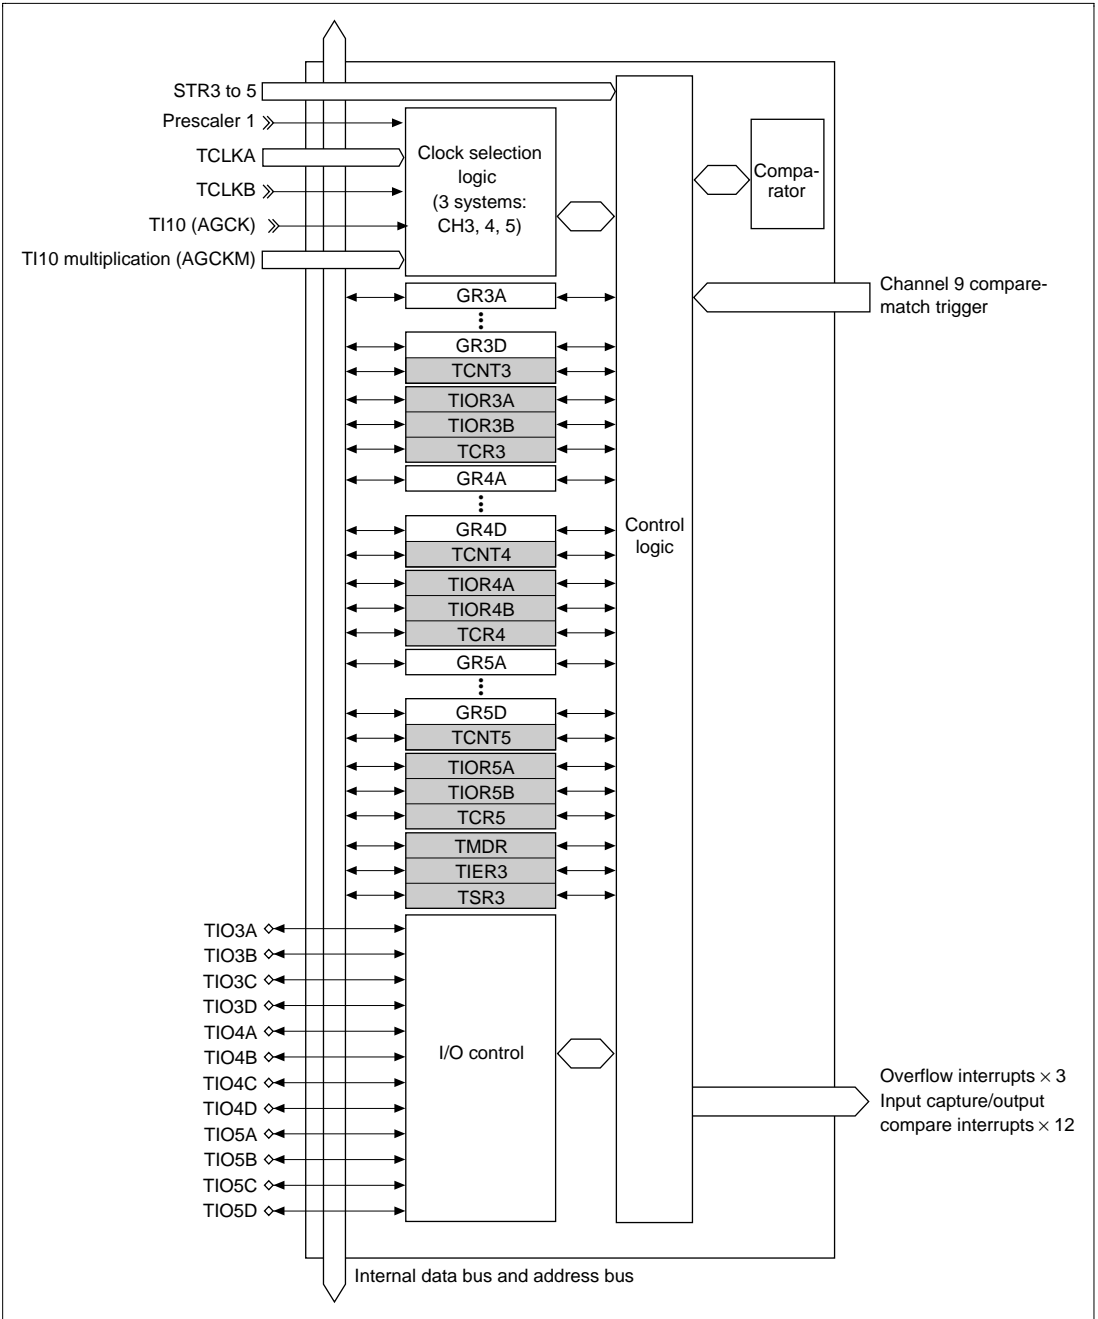 STR3 to 5
Prescaler 1
TCLKA
TCLKB
TI10 (AGCK)
TI10 multiplication (AGCKM)
Clock selection
logic
(3 systems:
CH3, 4, 5)
Compa-
rator
Channel 9 compare-
match trigger
GR3A
GR3D
TCNT3
TIOR3A
TIOR3B
TCR3
GR4A
GR4D
TCNT4
TIOR4A
TIOR4B
TCR4
GR5A
GR5D
TCNT5
TIOR5A
TIOR5B
TCR5
TMDR
TIER3
TSR3
Control
logic
TIO3A
TIO3B
TIO3C
TIO3D
TIO4A
TIO4B
TIO4C
TIO4D
TIO5A
TIO5B
TIO5C
TIO5D
I/O control
Overflow interrupts × 3
Input capture/output
compare interrupts × 12
Internal data bus and address bus